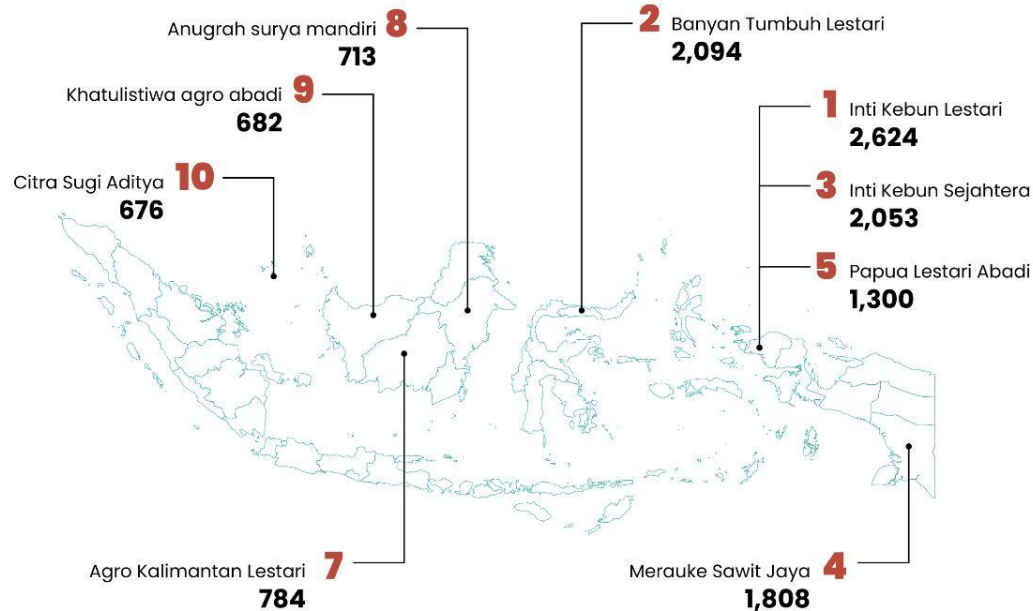 Anugrah surya mandiri 8
713
2 Banyan Tumbuh Lestari
2,094
Khatulistiwa agro abadi 9
682
1 Inti Kebun Lestari
2,624
Citra Sugi Aditya 10
676
3 Inti Kebun Sejahtera
2,053
5 Papua Lestari Abadi
1,300
Agro Kalimantan Lestari 7
784
Merauke Sawit Jaya 4
1,808